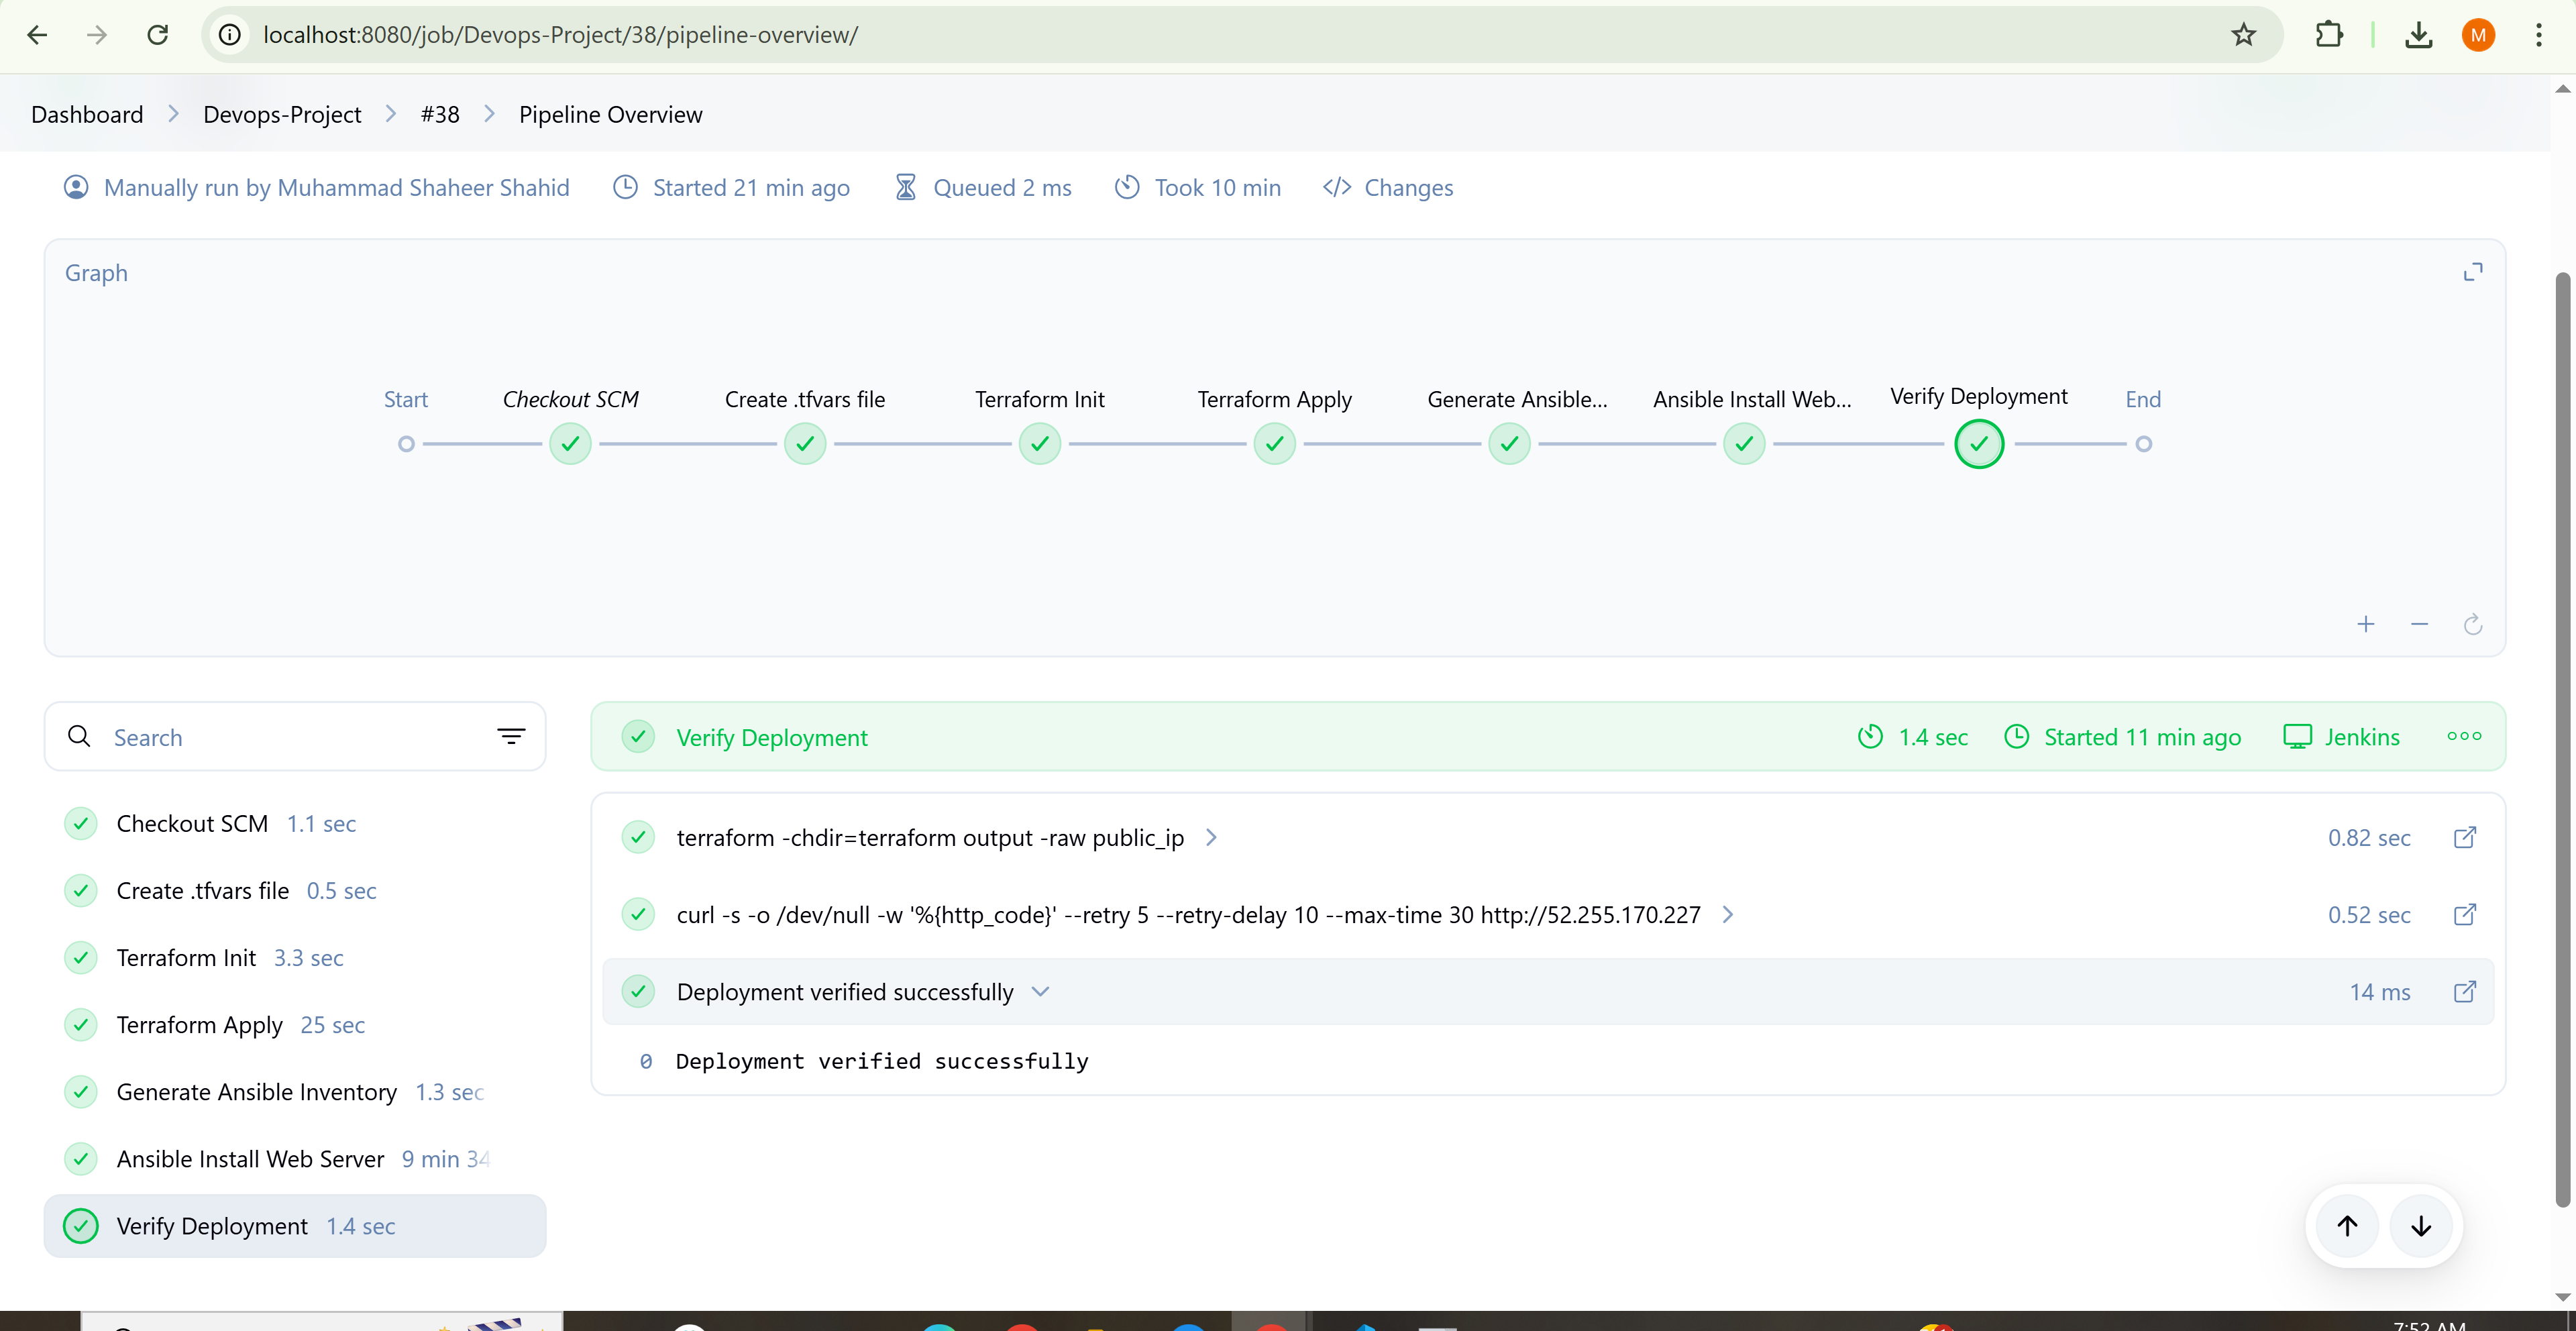 localhost:8080/job/Devops-Project/38/pipeline-overview/
M
Dashboard > Devops-Project > #38 > Pipeline Overview
Manually run by Muhammad Shaheer Shahid Started 21 min ago Queued 2 ms Took 10 min </> Changes
Graph
Start Checkout SCM Create .tfvars file Terraform Init Terraform Apply Generate Ansible... Ansible Install Web... Verify Deployment End
Search
Verify Deployment 1.4 sec Started 11 min ago Jenkins
Checkout SCM 1.1 sec
Create .tfvars file 0.5 sec
Terraform Init 3.3 sec
Terraform Apply 25 sec
Generate Ansible Inventory 1.3 sec
Ansible Install Web Server 9 min 34
Verify Deployment 1.4 sec
terraform -chdir=terraform output -raw public_ip 0.82 sec
curl -s -o /dev/null -w '%{http_code}' --retry 5 --retry-delay 10 --max-time 30 http://52.255.170.227 0.52 sec
Deployment verified successfully 14 ms
0 Deployment verified successfully
7:52 AM